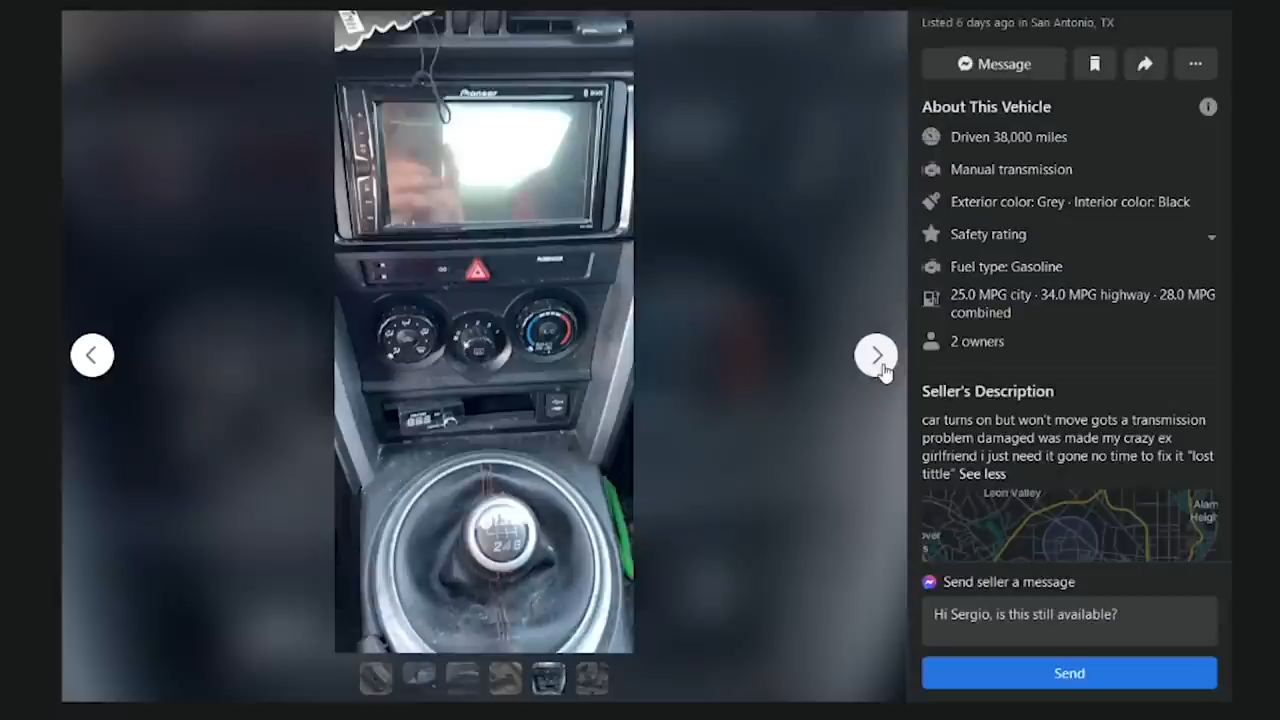 Listed 6 days ago in San Antonio, TX
Message
About This Vehicle
Driven 38,000 miles
Manual transmission
Exterior color: Grey · Interior color: Black
Safety rating
Fuel type: Gasoline
25.0 MPG city · 34.0 MPG highway · 28.0 MPG
combined
2 owners
Seller's Description
car turns on but won't move gots a transmission
problem damaged was made my crazy ex
girlfriend i just need it gone no time to fix it "lost
tittle" See less
Leon Valley
Alam
Heigh
over
s
Send seller a message
Hi Sergio, is this still available?
Send
Pioneer
246